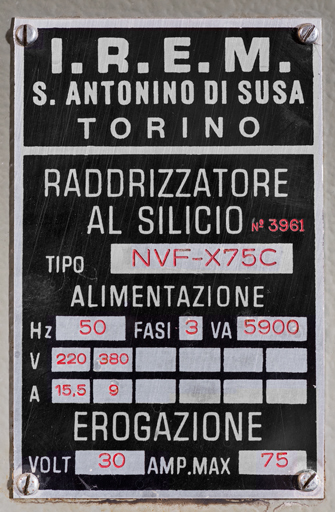 I.R.E.M.
S. ANTONINO DI SUSA
TORINO
RADDRIZZATORE
AL SILICIO Nº 3961
TIPO NVF-X75C
ALIMENTAZIONE
Hz 50 FASI 3 VA 5900
V 220 380
A 15,5 9
EROGAZIONE
VOLT 30 AMP.MAX 75